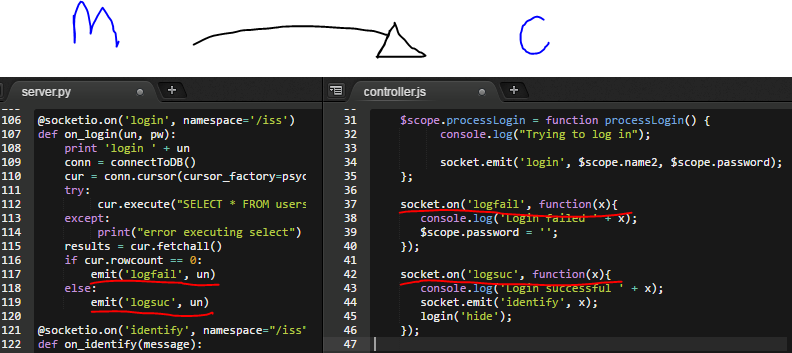 M
C
server.py
controller.js
106 @socketio.on('login', namespace='/iss')
107 def on_login(un, pw):
108 print 'login ' + un
109 conn = connectToDB()
110 cur = conn.cursor(cursor_factory=psyc
111 try:
112 cur.execute("SELECT * FROM users
113 except:
114 print("error executing select")
115 results = cur.fetchall()
116 if cur.rowcount == 0:
117 emit('logfail', un)
118 else:
119 emit('logsuc', un)
120
121 @socketio.on('identify', namespace="/iss"
122 def on_identify(message):
31 $scope.processLogin = function processLogin() {
32 console.log("Trying to log in");
33
34 socket.emit('login', $scope.name2, $scope.password);
35 };
36
37 socket.on('logfail', function(x){
38 console.log('Login failed ' + x);
39 $scope.password = '';
40 });
41
42 socket.on('logsuc', function(x){
43 console.log('Login successful ' + x);
44 socket.emit('identify', x);
45 login('hide');
46 });
47